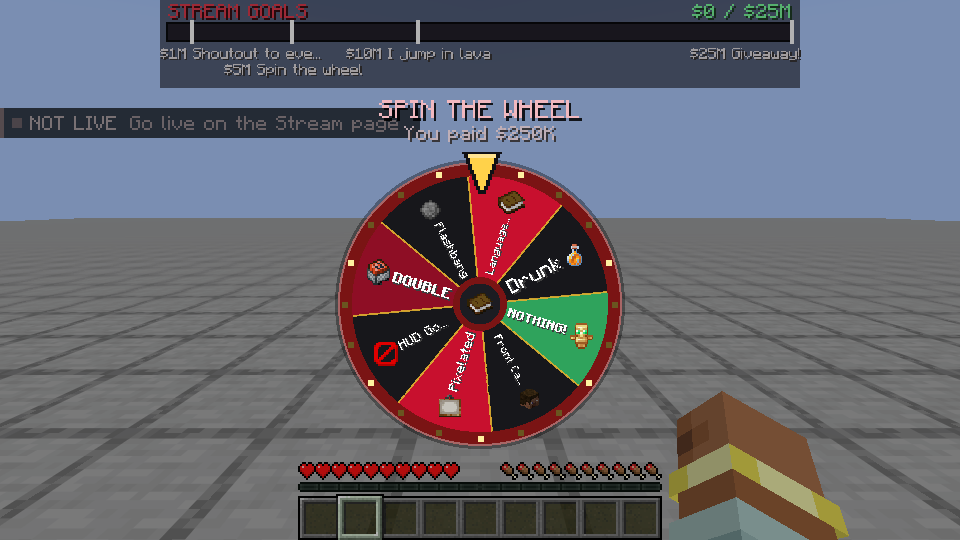 STREAM GOALS
$0 / $25M
$1M Shoutout to eve...
$10M I jump in lava
$25M Giveaway!
$5M Spin the wheel
SPIN THE WHEEL
NOT LIVE Go live on the Stream page
You paid $250K
Flashbang
Language...
Drunk
DOUBLE
NOTHING!
HUD Go...
Pixelated
Front Ca...